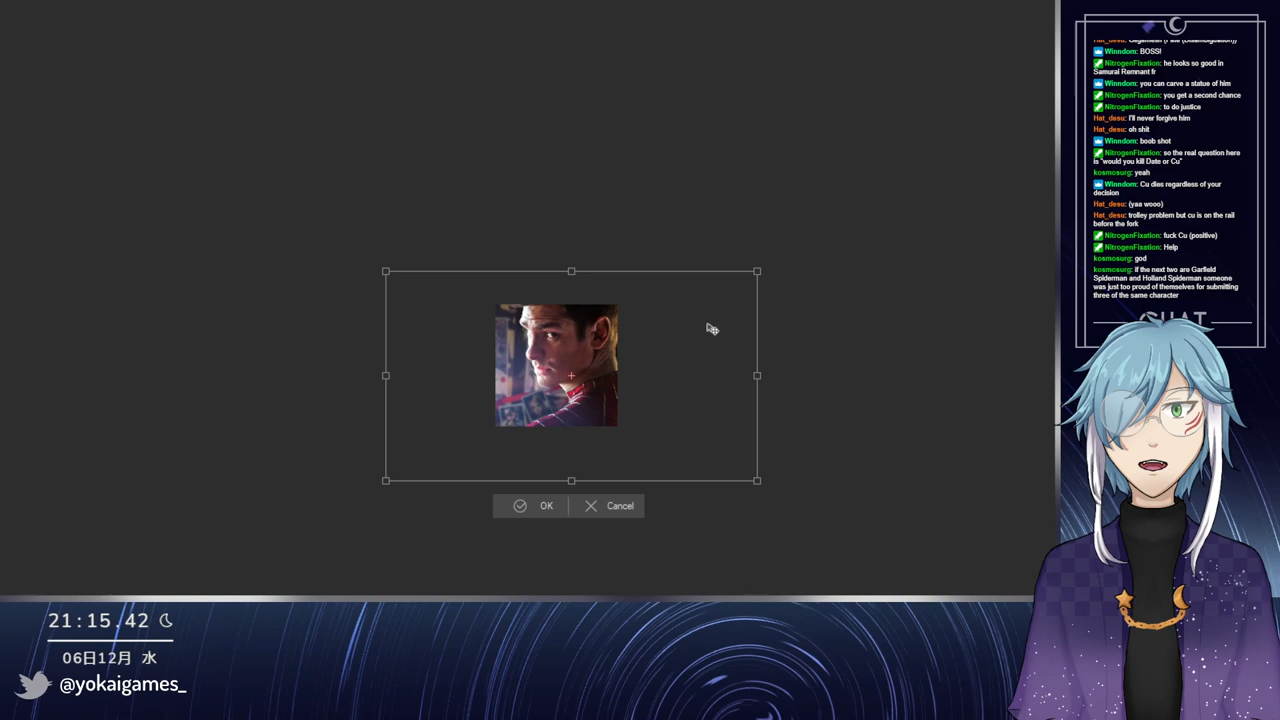 Winndom: BOSS!
NitrogenFixation: he looks so good in
Samurai Remnant fr
Winndom: you can carve a statue of him
NitrogenFixation: you get a second chance
NitrogenFixation: to do justice
Hat_desu: I'll never forgive him
Hat_desu: oh shit
Winndom: boob shot
NitrogenFixation: so the real question here
is "would you kill Date or Cu"
kosmosurg: yeah
Winndom: Cu dies regardless of your
decision
Hat_desu: (yaa wooo)
Hat_desu: trolley problem but cu is on the rail
before the fork
NitrogenFixation: fuck Cu (positive)
NitrogenFixation: Help
kosmosurg: god
kosmosurg: if the next two are Garfield
Spiderman and Holland Spiderman someone
was just too proud of themselves for submitting
three of the same character
CHAT
OK
Cancel
21:15.42
06日12月 水
@yokaigames_